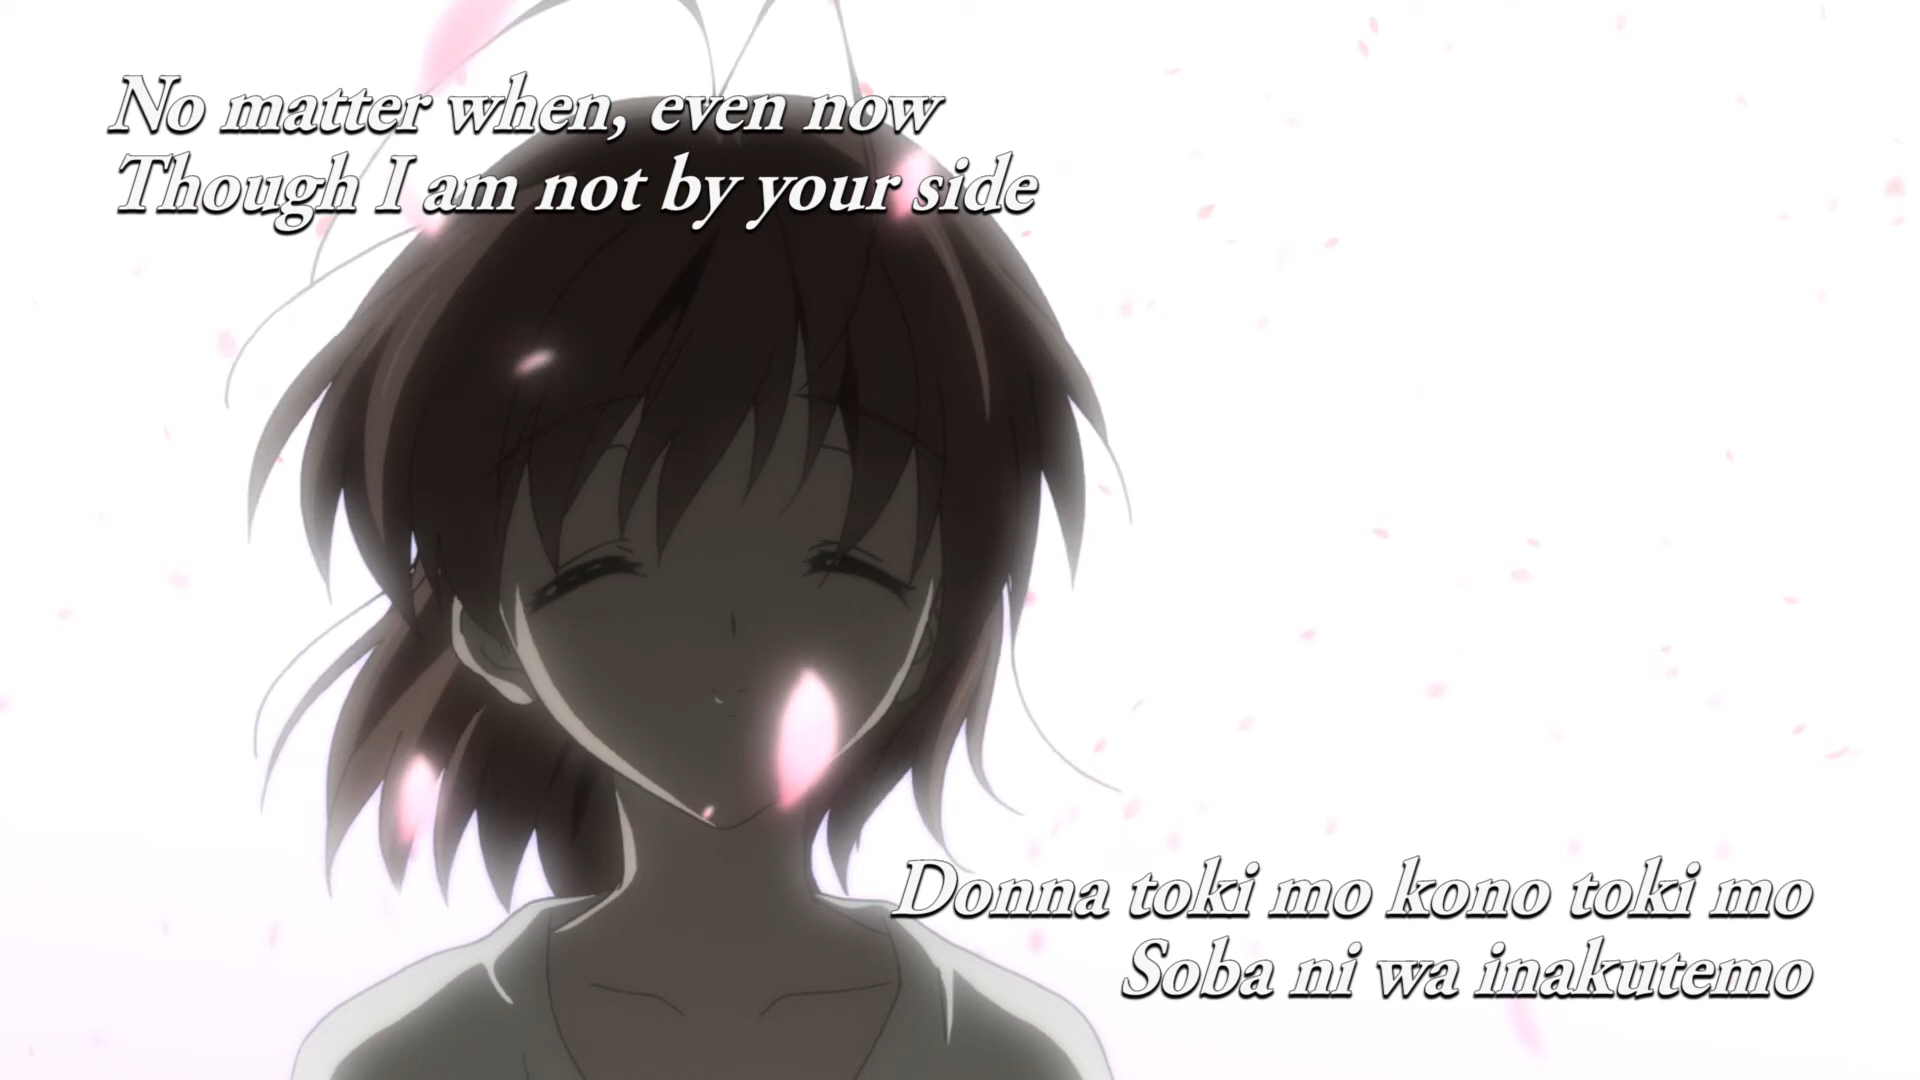 No matter when, even now
Though I am not by your side
Donna toki mo kono toki mo
Soba ni wa inakutemo